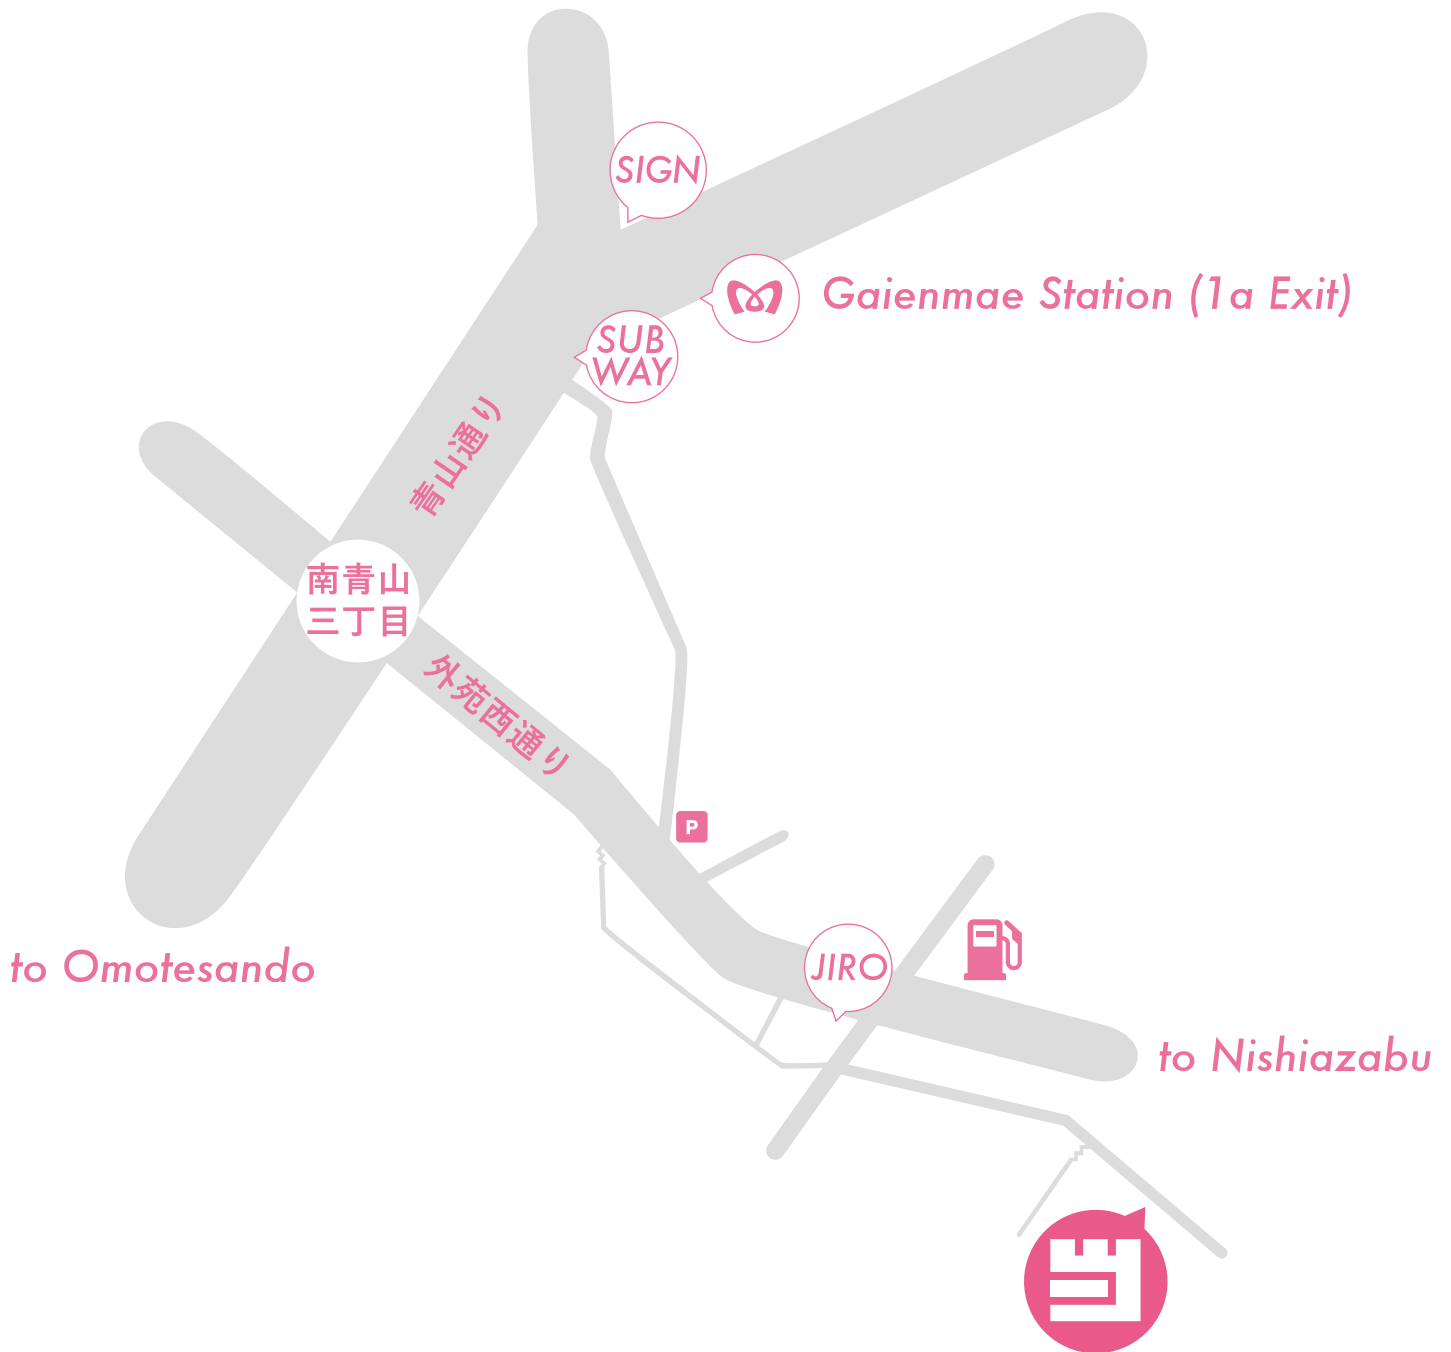 SIGN
Gaienmae Station (1a Exit)
SUB
WAY
青山通り
南青山
三丁目
外苑西通り
P
to Omotesando
JIRO
to Nishiazabu